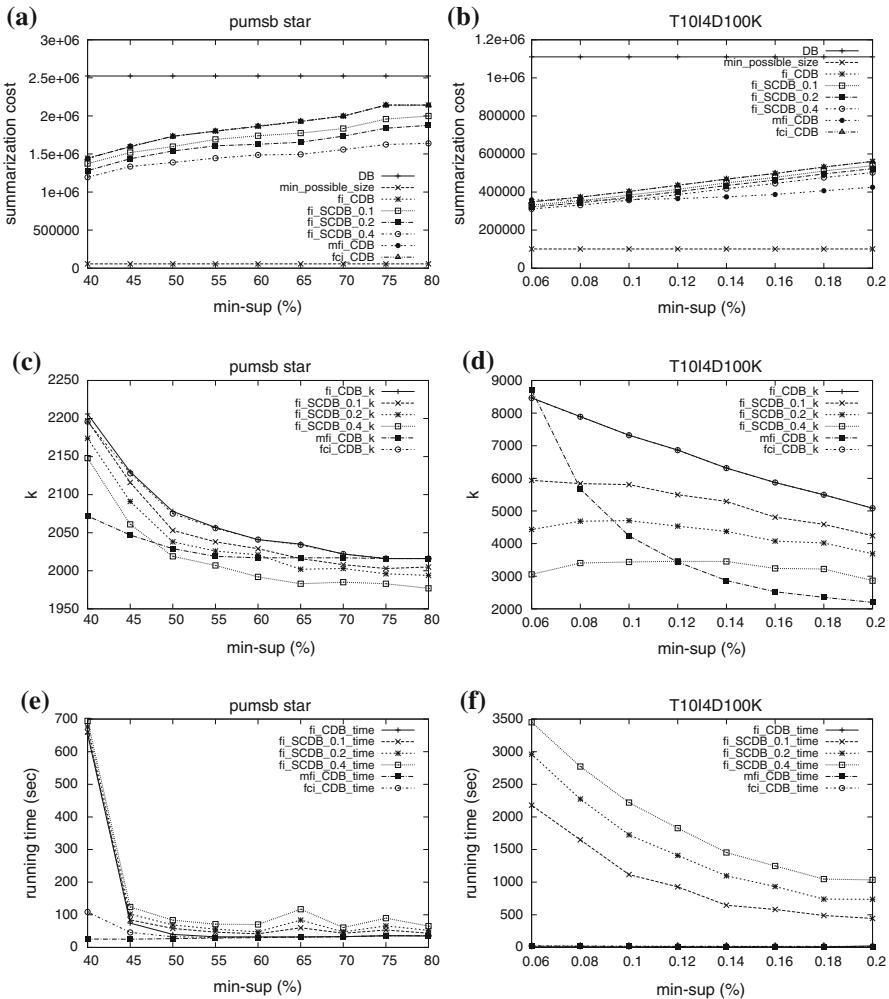 (a)
pumsb star
summarization cost
3e+06
2.5e+06
2e+06
1.5e+06
1e+06
500000
0
DB
min_possible_size
fi_CDB
fi_SCDB_0.1
fi_SCDB_0.2
fi_SCDB_0.4
mfi_CDB
fci_CDB
40 45 50 55 60 65 70 75 80
min-sup (%)
(b)
T10I4D100K
summarization cost
1.2e+06
1e+06
800000
600000
400000
200000
0
DB
min_possible_size
fi_CDB
fi_SCDB_0.1
fi_SCDB_0.2
fi_SCDB_0.4
mfi_CDB
fci_CDB
0.06 0.08 0.1 0.12 0.14 0.16 0.18 0.2
min-sup (%)
(c)
pumsb star
k
2250
2200
2150
2100
2050
2000
1950
fi_CDB_k
fi_SCDB_0.1_k
fi_SCDB_0.2_k
fi_SCDB_0.4_k
mfi_CDB_k
fci_CDB_k
40 45 50 55 60 65 70 75 80
min-sup (%)
(d)
T10I4D100K
k
9000
8000
7000
6000
5000
4000
3000
2000
fi_CDB_k
fi_SCDB_0.1_k
fi_SCDB_0.2_k
fi_SCDB_0.4_k
mfi_CDB_k
fci_CDB_k
0.06 0.08 0.1 0.12 0.14 0.16 0.18 0.2
min-sup (%)
(e)
pumsb star
running time (sec)
700
600
500
400
300
200
100
0
fi_CDB_time
fi_SCDB_0.1_time
fi_SCDB_0.2_time
fi_SCDB_0.4_time
mfi_CDB_time
fci_CDB_time
40 45 50 55 60 65 70 75 80
min-sup (%)
(f)
T10I4D100K
running time (sec)
3500
3000
2500
2000
1500
1000
500
0
fi_CDB_time
fi_SCDB_0.1_time
fi_SCDB_0.2_time
fi_SCDB_0.4_time
mfi_CDB_time
fci_CDB_time
0.06 0.08 0.1 0.12 0.14 0.16 0.18 0.2
min-sup (%)